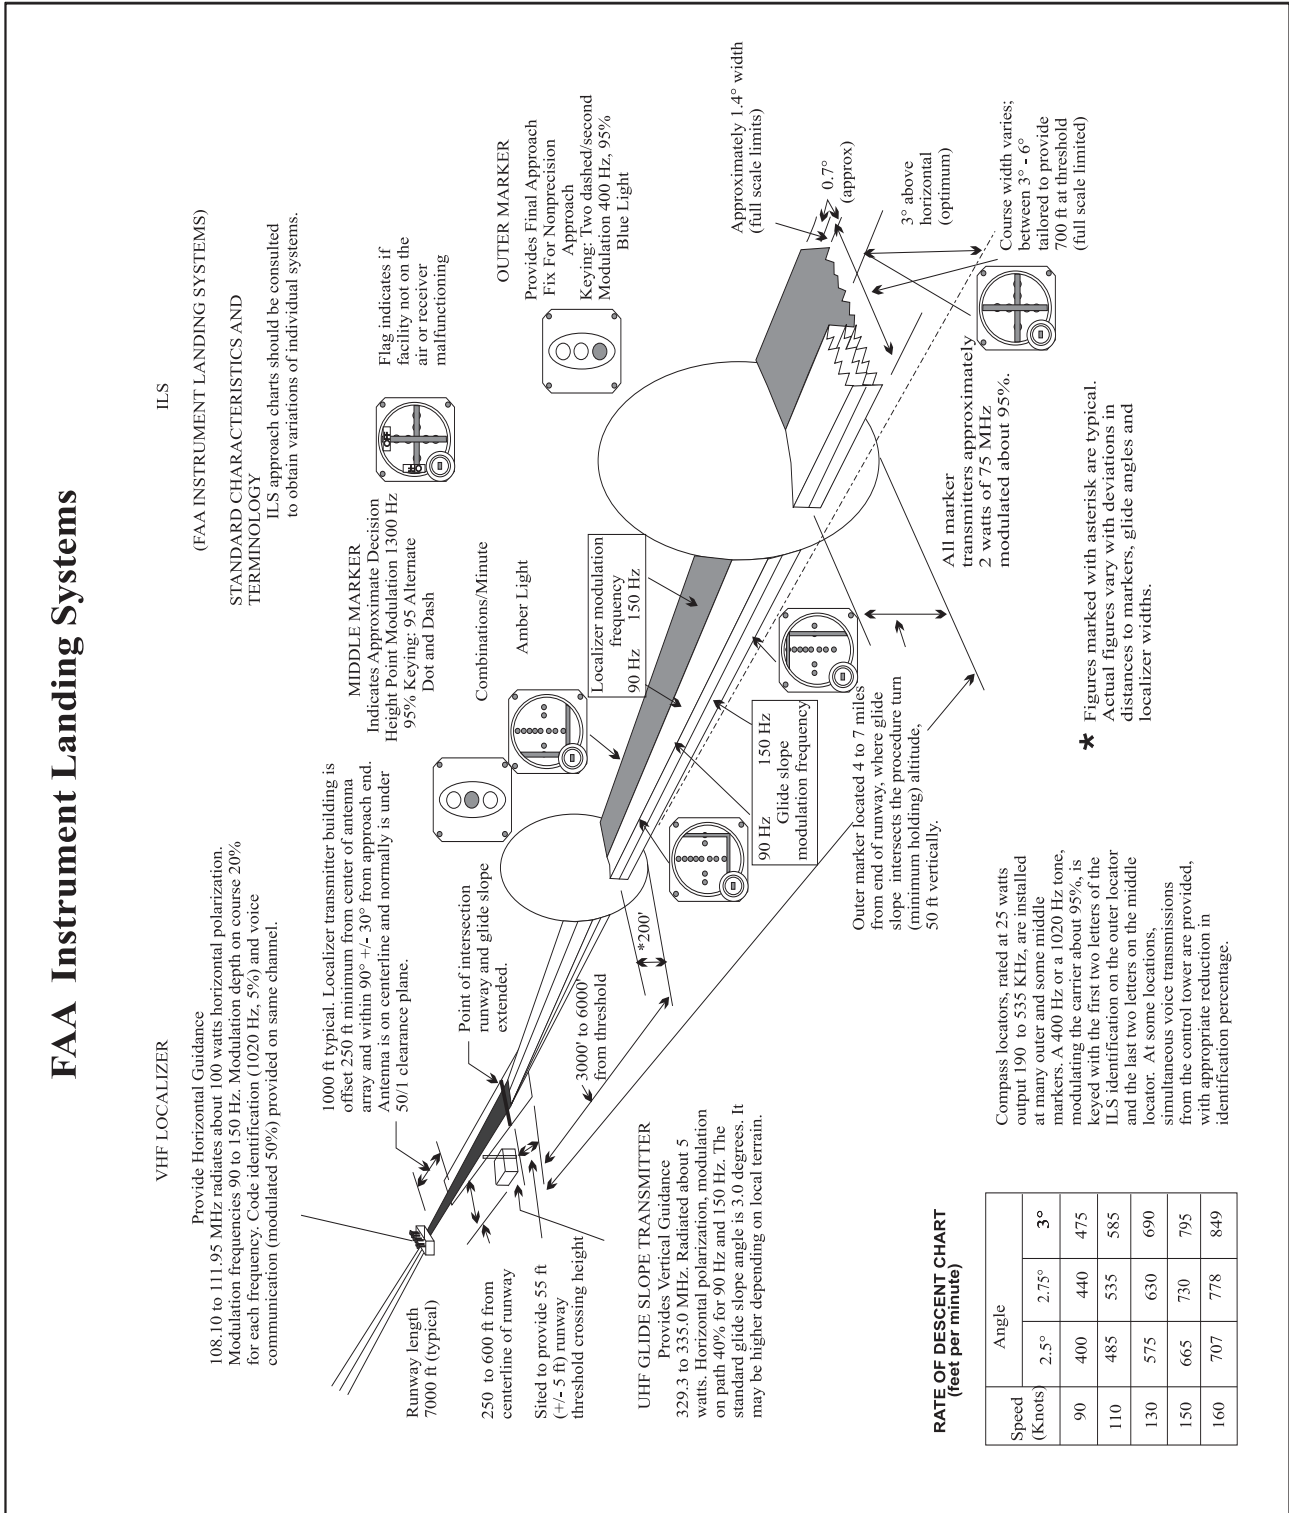 FAA Instrument Landing Systems
VHF LOCALIZER
Provide Horizontal Guidance
108.10 to 111.95 MHz radiates about 100 watts horizontal polarization.
Modulation frequencies 90 to 150 Hz. Modulation depth on course 20%
for each frequency. Code identification (1020 Hz, 5%) and voice
communication (modulated 50%) provided on same channel.
ILS
(FAA INSTRUMENT LANDING SYSTEMS)
STANDARD CHARACTERISTICS AND
TERMINOLOGY
ILS approach charts should be consulted
to obtain variations of individual systems.
1000 ft typical. Localizer transmitter building is
offset 250 ft minimum from center of antenna
array and within 90° +/- 30° from approach end.
Antenna is on centerline and normally is under
50/1 clearance plane.
MIDDLE MARKER
Indicates Approximate Decision
Height Point Modulation 1300 Hz
95% Keying: 95 Alternate
Dot and Dash
Combinations/Minute
Amber Light
Flag indicates if
facility not on the
air or receiver
malfunctioning
OFF
OFF
OUTER MARKER
Provides Final Approach
Fix For Nonprecision
Approach
Keying: Two dashed/second
Modulation 400 Hz, 95%
Blue Light
Runway length
7000 ft (typical)
Point of intersection
runway and glide slope
extended.
Localizer modulation
frequency
90 Hz 150 Hz
Approximately 1.4° width
(full scale limits)
0.7°
(approx)
3° above
horizontal
(optimum)
Course width varies;
between 3° - 6°
tailored to provide
700 ft at threshold
(full scale limited)
250 to 600 ft from
centerline of runway
Sited to provide 55 ft
(+/- 5 ft) runway
threshold crossing height
3000' to 6000'
from threshold
*200'
90 Hz 150 Hz
Glide slope
modulation frequency
All marker
transmitters approximately
2 watts of 75 MHz
modulated about 95%.
UHF GLIDE SLOPE TRANSMITTER
Provides Vertical Guidance
329.3 to 335.0 MHz. Radiated about 5
watts. Horizontal polarization, modulation
on path 40% for 90 Hz and 150 Hz. The
standard glide slope angle is 3.0 degrees. It
may be higher depending on local terrain.
Outer marker located 4 to 7 miles
from end of runway, where glide
slope intersects the procedure turn
(minimum holding) altitude,
50 ft vertically.
RATE OF DESCENT CHART
(feet per minute)
Speed
(Knots)
Angle
2.5° 2.75° 3°
90 400 440 475
110 485 535 585
130 575 630 690
150 665 730 795
160 707 778 849
Compass locators, rated at 25 watts
output 190 to 535 KHz, are installed
at many outer and some middle
markers. A 400 Hz or a 1020 Hz tone,
modulating the carrier about 95%, is
keyed with the first two letters of the
ILS identification on the outer locator
and the last two letters on the middle
locator. At some locations,
simultaneous voice transmissions
from the control tower are provided,
with appropriate reduction in
identification percentage.
* Figures marked with asterisk are typical.
Actual figures vary with deviations in
distances to markers, glide angles and
localizer widths.